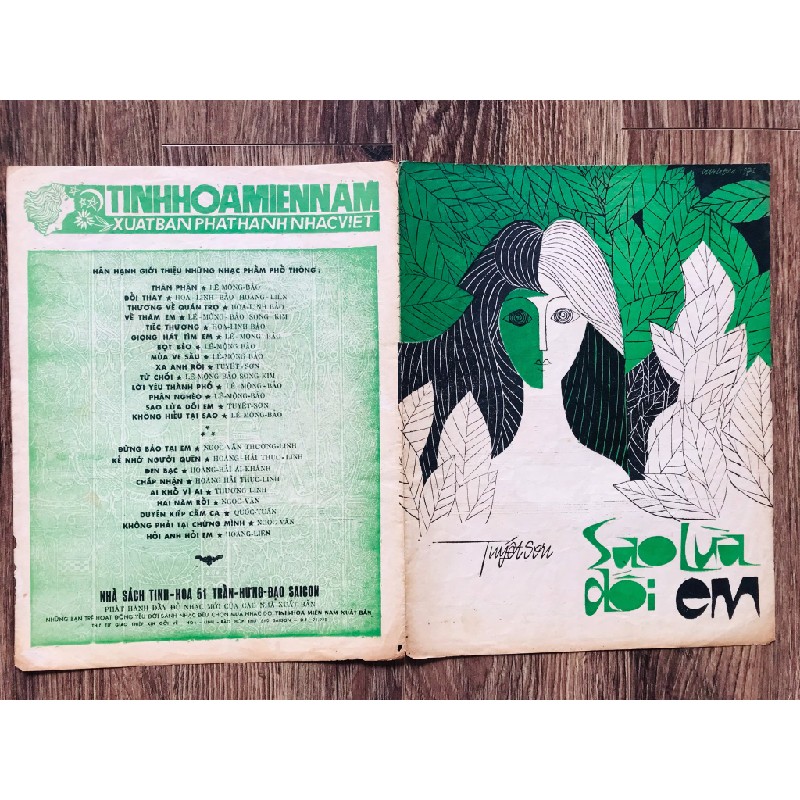 TINHHOAMIENNAM
XUẤTBẢNPHÁTHÀNHNHẠCVIỆT
HÂN HẠNH GIỚI THIỆU NHỮNG NHẠC PHẨM PHỔ THÔNG:
THÂN PHẬN ★ LÊ-MỘNG-BẢO
ĐỔI THAY ★ HOA-LINH-BẢO HOÀNG-LIÊN
THƯƠNG VỀ QUÁN TRỌ ★ HOA-LINH-BẢO
VỀ THĂM EM ★ LÊ-MỘNG-BẢO SONG-KIM
TIẾC THƯƠNG ★ HOA-LINH-BẢO
GIỌNG HÁT TÌM EM ★ LÊ-MỘNG-BẢO
BỌT BÈO ★ LÊ-MỘNG-BẢO
MÙA VE SẦU ★ LÊ-MỘNG-BẢO
XA ANH RỒI ★ TUYẾT-SƠN
TỪ CHỐI ★ LÊ-MỘNG-BẢO SONG-KIM
LỜI YÊU THÀNH PHỐ ★ LÊ-MỘNG-BẢO
PHẬN NGHÈO ★ LÊ-MỘNG-BẢO
SAO LỪA DỐI EM ★ TUYẾT-SƠN
KHÔNG HIỂU TẠI SAO ★ LÊ-MỘNG-BẢO
ĐỪNG BẢO TẠI EM ★ NGỌC-VĂN THƯƠNG-LINH
KẺ NHỚ NGƯỜI QUÊN ★ HOÀNG-HẢI THỤC-LINH
ĐEN BẠC ★ HOÀNG-HẢI ÁI-KHANH
CHẤP NHẬN ★ HOÀNG HẢI THỤC-LINH
AI KHỔ VÌ AI ★ THƯƠNG-LINH
HAI NĂM RỒI ★ NGỌC-VĂN
DUYÊN KIẾP CẦM CA ★ QUỐC-TUẤN
KHÔNG PHẢI TẠI CHÚNG MÌNH ★ NGỌC VĂN
HỎI ANH HỎI EM ★ HOÀNG-LIÊN
NHÀ SÁCH TINH-HOA 61 TRẦN-HƯNG-ĐẠO SAIGON
PHÁT HÀNH ĐẦY ĐỦ NHẠC MỚI CỦA CÁC NHÀ XUẤT BẢN
Tuyết Sơn
Sao Lừa
dối em